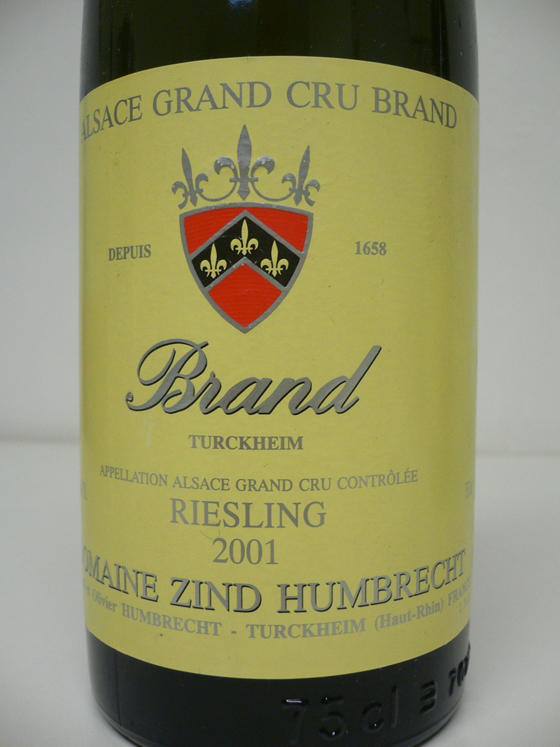 ALSACE GRAND CRU BRAND
DEPUIS 1658
Brand
TURCKHEIM
APPELLATION ALSACE GRAND CRU CONTRÔLÉE
RIESLING
2001
DOMAINE ZIND HUMBRECHT
Olivier HUMBRECHT - TURCKHEIM (Haut-Rhin)
75cl